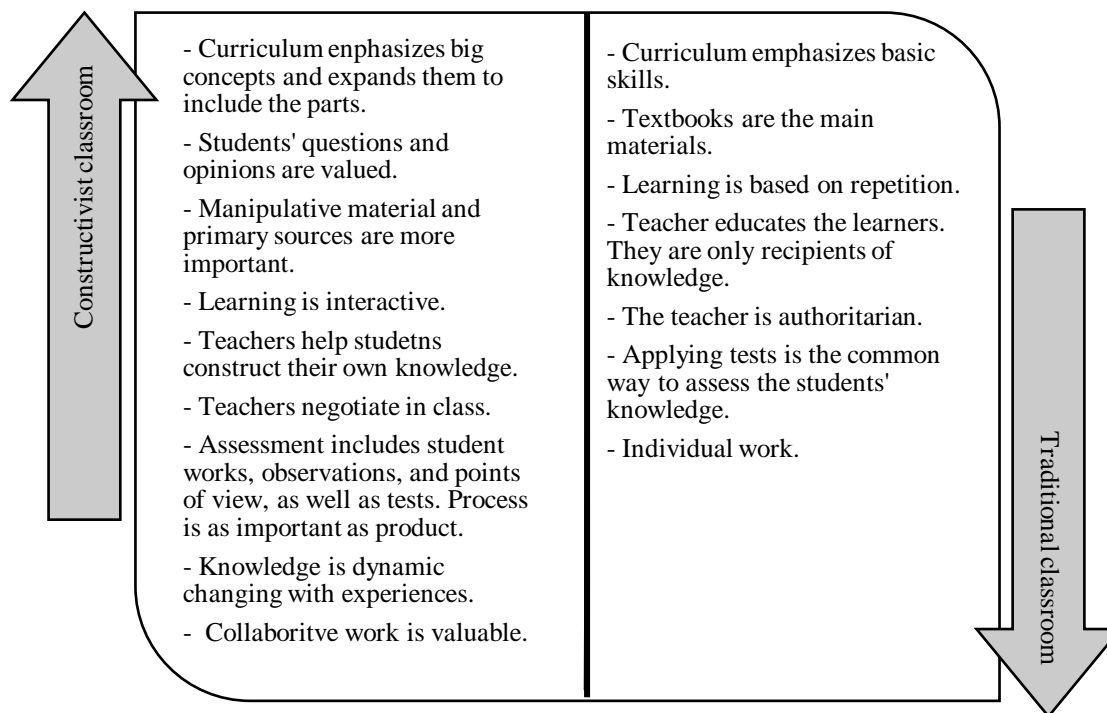 Constructivist classroom
- Curriculum enphasizes big
concepts and expands them to
include the parts.
- Students' questions and
opinions are valued.
- Manipulative material and
primary sources are more
important.
- Learning is interactive.
- Teachers help studetns
construct their own knowledge.
- Teachers negotiate in class.
- Assessment includes student
works, observations, and points
of view, as well as tests. Process
is as important as product.
- Knowledge is dynamic
changing with experiences.
- Collaboritve work is valuable.
- Curriculum emphasizes basic
skills.
- Textbooks are the main
materials.
- Learning is based on repetition.
- Teacher educates the learners.
They are only recipients of
knowledge.
- The teacher is authoritarian.
- Applying tests is the common
way to assess the students'
knowledge.
- Individual work.
Traditional classroom